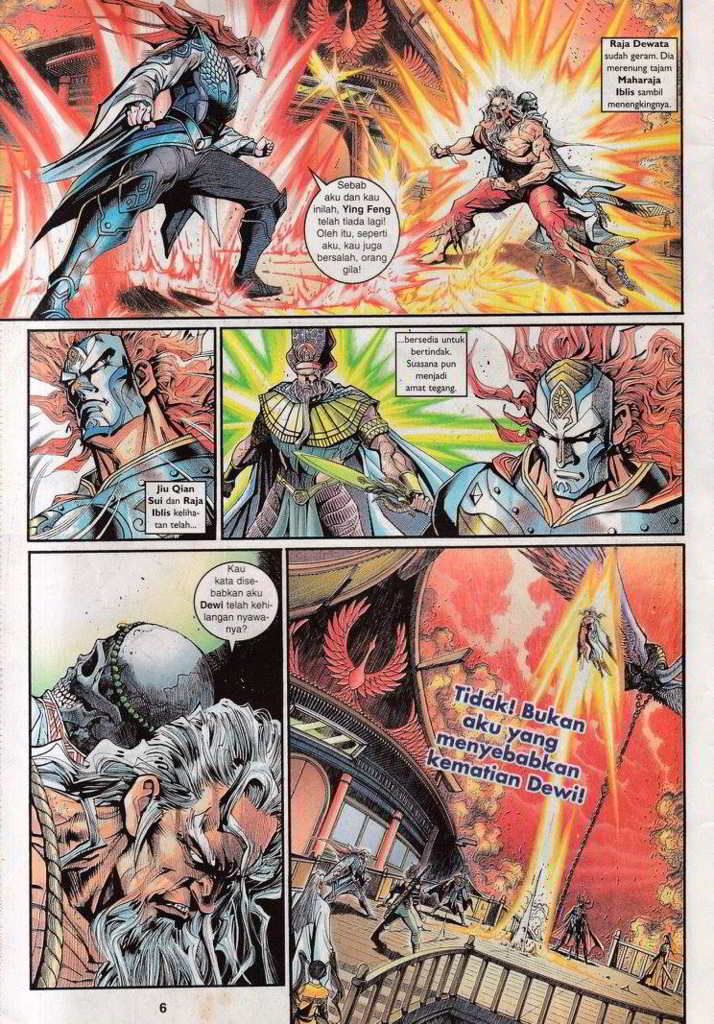 Raja Dewata
sudah geram. Dia
merenung tajam
Maharaja
Iblis sambil
menengkingnya.
Sebab
aku dan kau
inilah, Ying Feng
telah tiada lagi!
Oleh itu, seperti
aku, kau juga
bersalah, orang
gila!
Jiu Qian
Sui dan Raja
Iblis keliha-
tan telah...
...bersedia untuk
bertindak.
Suasana pun
menjadi
amat tegang.
Kau
kata dise-
babkan aku
Dewi telah kehi-
langan nyawa-
nya?
Tidak! Bukan
aku yang
menyebabkan
kematian Dewi!
6